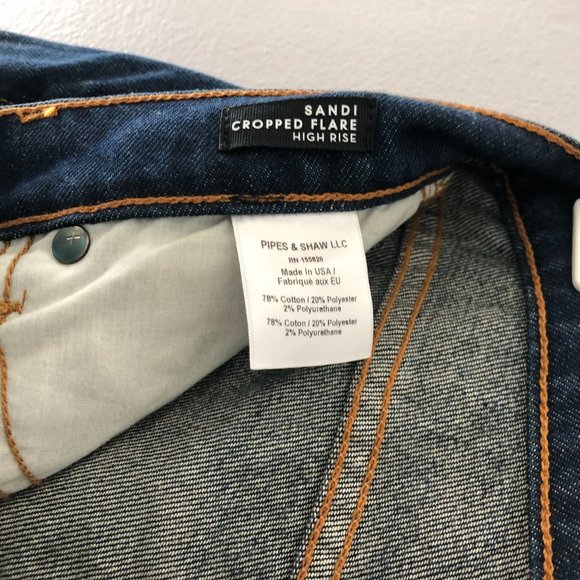 SANDI
CROPPED FLARE
HIGH RISE
PIPES & SHAW LLC
RN 155820
Made in USA /
Fabriqué aux EU
78% Cotton / 20% Polyester
2% Polyurethane
78% Coton / 20% Polyester
2% Polyuréthane